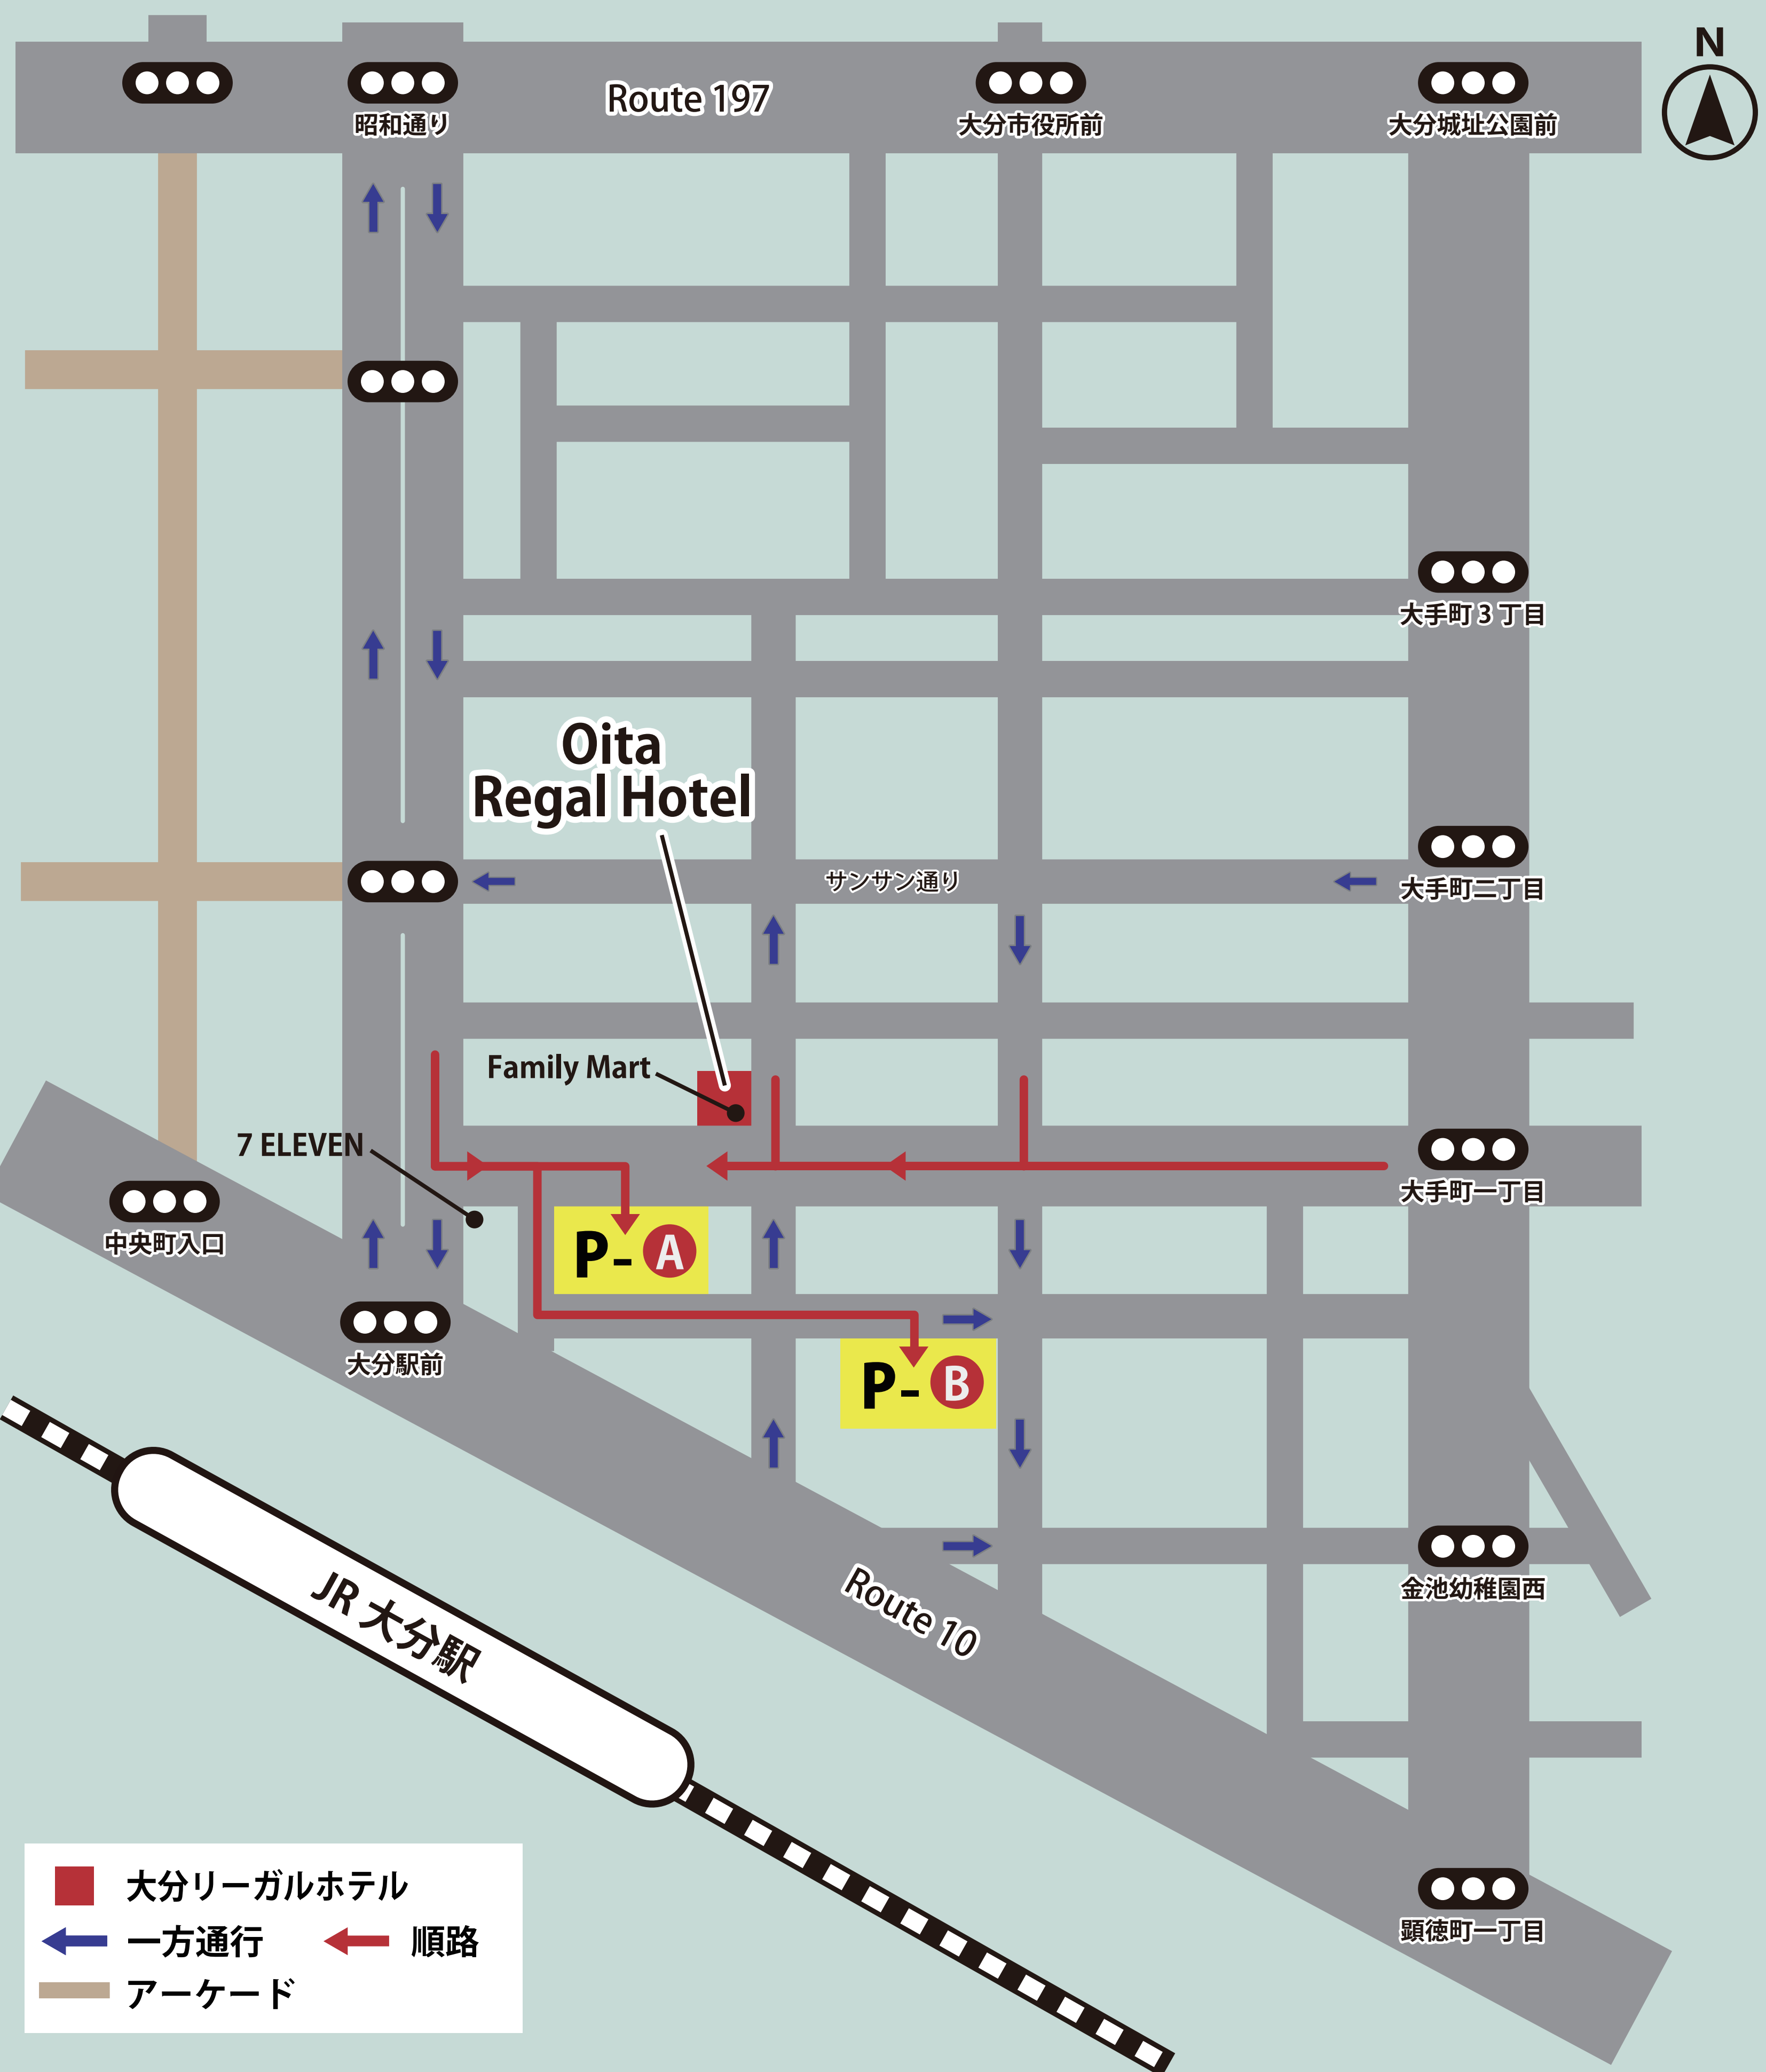 N
Route 197
昭和通り
大分市役所前
大分城址公園前
大手町 3 丁目
Oita
Regal Hotel
サンサン通り
大手町二丁目
Family Mart
7 ELEVEN
大手町一丁目
中央町入口
P- A
大分駅前
P- B
Route 10
金池幼稚園西
JR 大分駅
顕徳町一丁目
大分リーガルホテル
一方通行
順路
アーケード